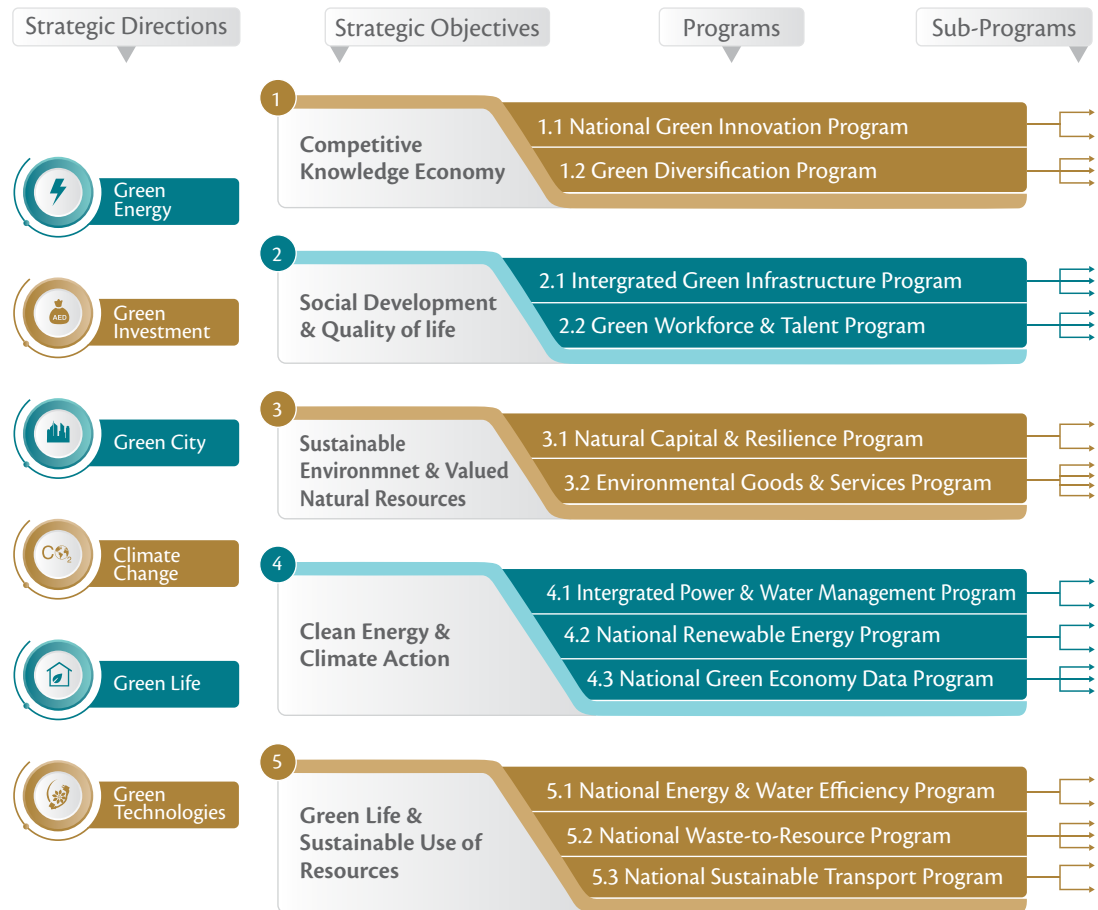 Strategic Directions
Strategic Objectives
Programs
Sub-Programs
Green
Energy
Green
Investment
AED
Green City
CO2
Climate
Change
Green Life
Green
Technologies
1
Competitive
Knowledge Economy
1.1 National Green Innovation Program
1.2 Green Diversification Program
2
Social Development
& Quality of life
2.1 Intergrated Green Infrastructure Program
2.2 Green Workforce & Talent Program
3
Sustainable
Environmnet & Valued
Natural Resources
3.1 Natural Capital & Resilience Program
3.2 Environmental Goods & Services Program
4
Clean Energy &
Climate Action
4.1 Intergrated Power & Water Management Program
4.2 National Renewable Energy Program
4.3 National Green Economy Data Program
5
Green Life &
Sustainable Use of
Resources
5.1 National Energy & Water Efficiency Program
5.2 National Waste-to-Resource Program
5.3 National Sustainable Transport Program